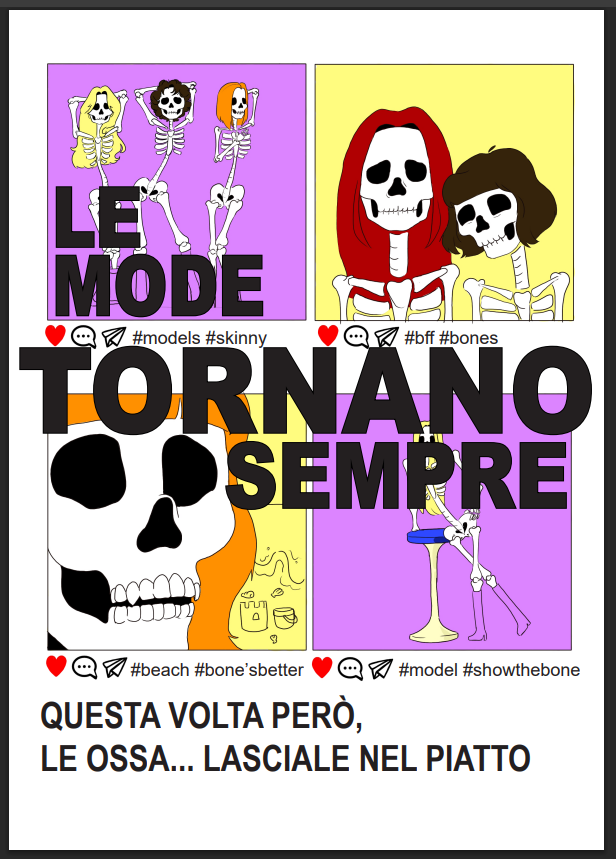 LE
MODE
#models #skinny
#bff #bones
TORNANO
SEMPRE
#beach #bone'sbetter
#model #showthebone
QUESTA VOLTA PERÒ,
LE OSSA... LASCIALE NEL PIATTO